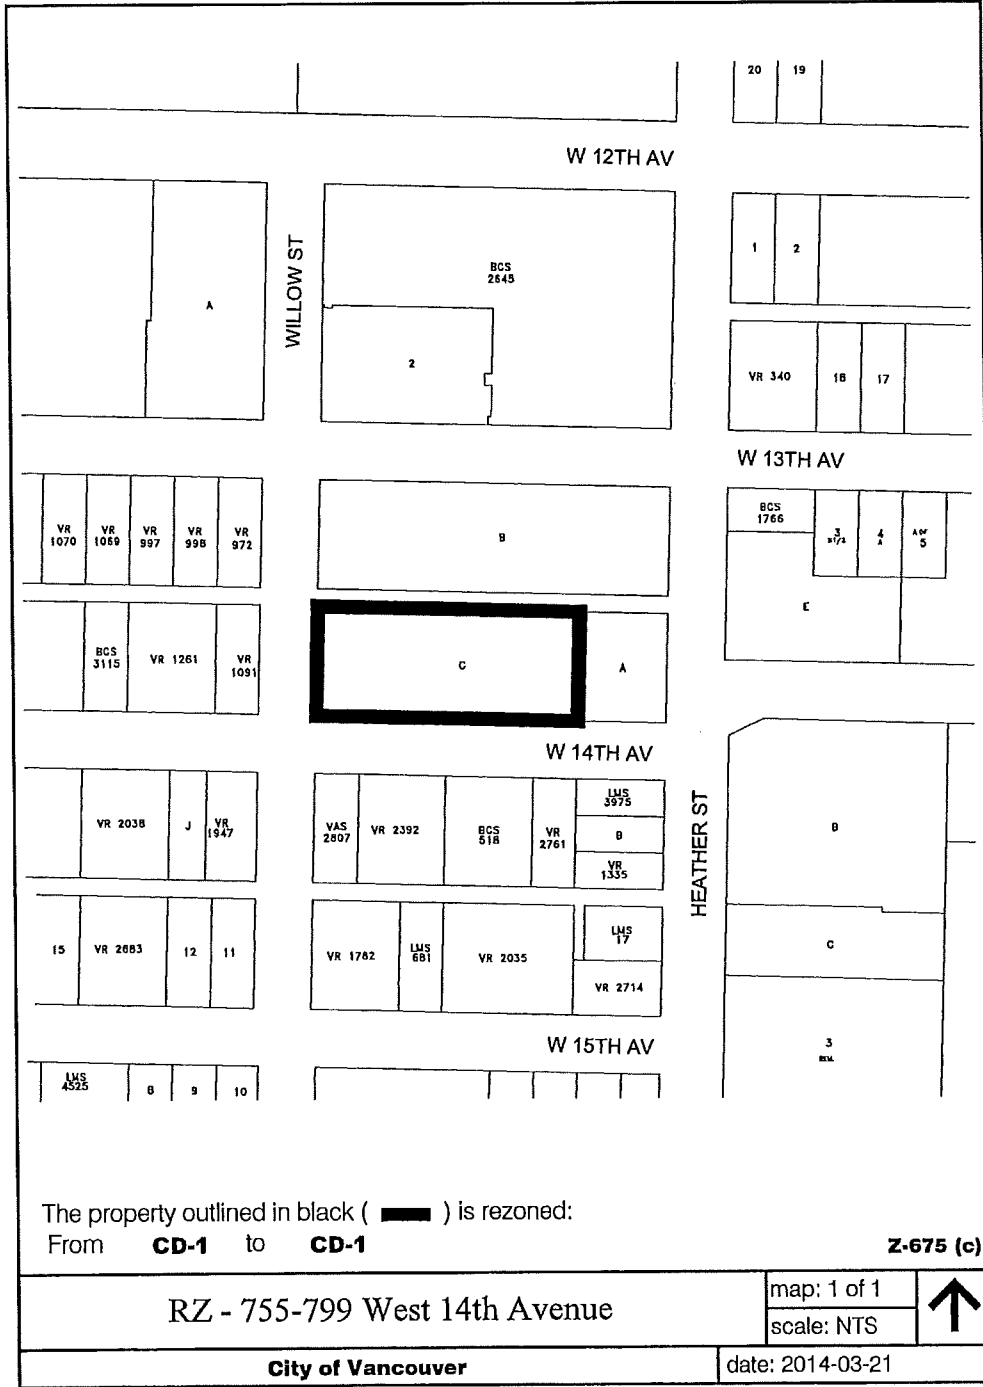 20
19
W 12TH AV
WILLOW ST
A
BCS
2645
2
1
2
VR 340
16
17
W 13TH AV
VR
1070
VR
1069
VR
997
VR
996
VR
972
B
BCS
1766
3
4
A
A OF
5
E
BCS
3115
VR 1261
VR
1091
C
A
W 14TH AV
VR 2038
J
VR
1947
VAS
2807
VR 2392
BCS
518
VR
2761
LMS
3975
B
VR
1335
HEATHER ST
B
15
VR 2683
12
11
VR 1782
LMS
681
VR 2035
LMS
17
VR 2714
C
W 15TH AV
3
REM.
LMS
4525
8
9
10
The property outlined in black ( ) is rezoned:
From CD-1 to CD-1
Z-675 (c)
RZ - 755-799 West 14th Avenue
map: 1 of 1
scale: NTS
City of Vancouver
date: 2014-03-21